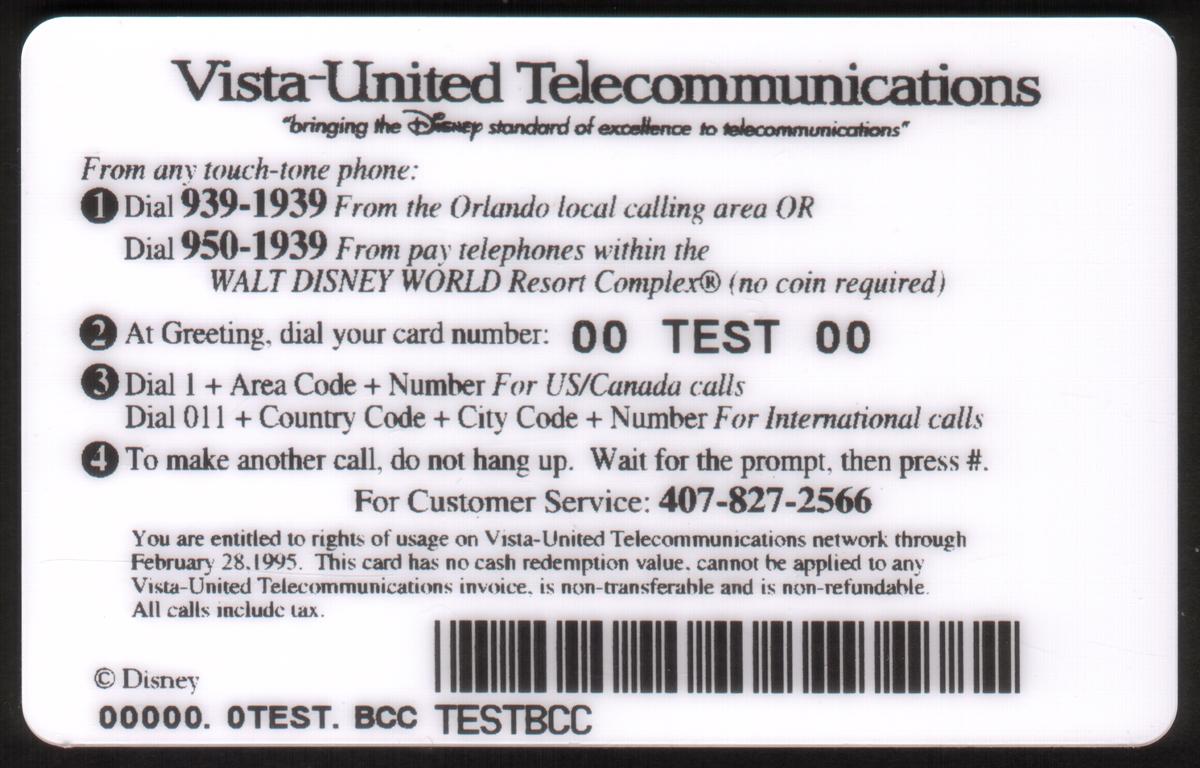 Vista-United Telecommunications
"bringing the Disney standard of excellence to telecommunications"
From any touch-tone phone:
1 Dial 939-1939 From the Orlando local calling area OR
Dial 950-1939 From pay telephones within the
WALT DISNEY WORLD Resort Complex® (no coin required)
2 At Greeting, dial your card number: 00 TEST 00
3 Dial 1 + Area Code + Number For US/Canada calls
Dial 011 + Country Code + City Code + Number For International calls
4 To make another call, do not hang up. Wait for the prompt, then press #.
For Customer Service: 407-827-2566
You are entitled to rights of usage on Vista-United Telecommunications network through
February 28,1995. This card has no cash redemption value, cannot be applied to any
Vista-United Telecommunications invoice, is non-transferable and is non-refundable.
All calls include tax.
© Disney
00000. 0TEST. BCC TESTBCC